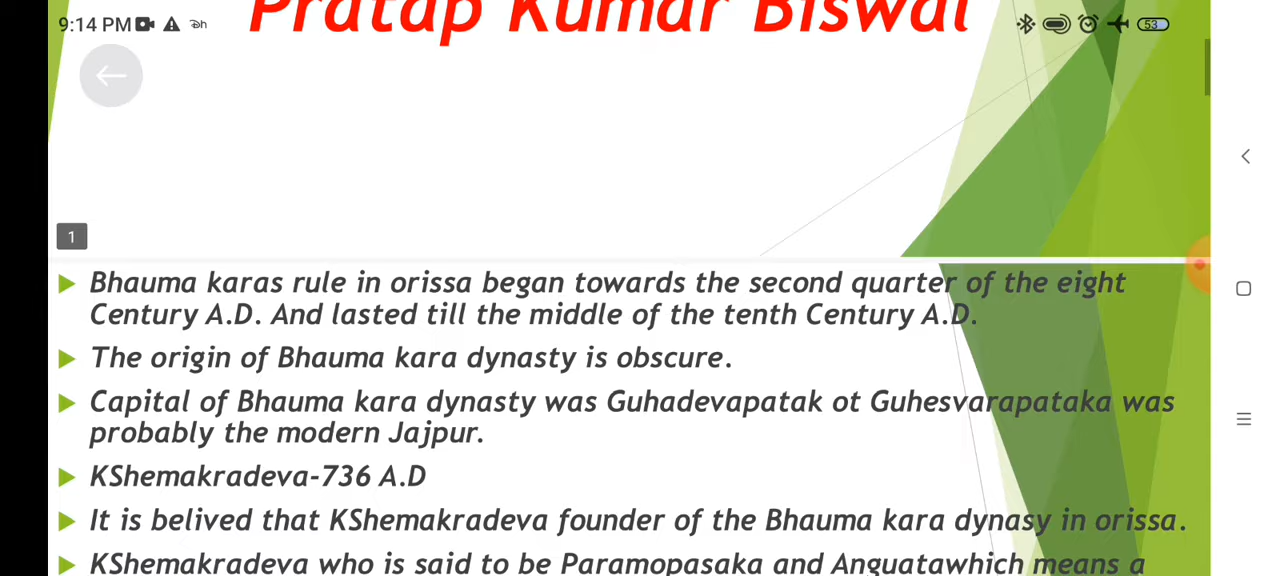 Pratap Kumar Biswal
9:14 PM
53
1
Bhauma karas rule in orissa began towards the second quarter of the eight
Century A.D. And lasted till the middle of the tenth Century A.D.
The origin of Bhauma kara dynasty is obscure.
Capital of Bhauma kara dynasty was Guhadevapatak ot Guhesvarapataka was
probably the modern Jajpur.
KShemakradeva-736 A.D
It is belived that KShemakradeva founder of the Bhauma kara dynasy in orissa.
KShemakradeva who is said to be Paramopasaka and Anguatawhich means a